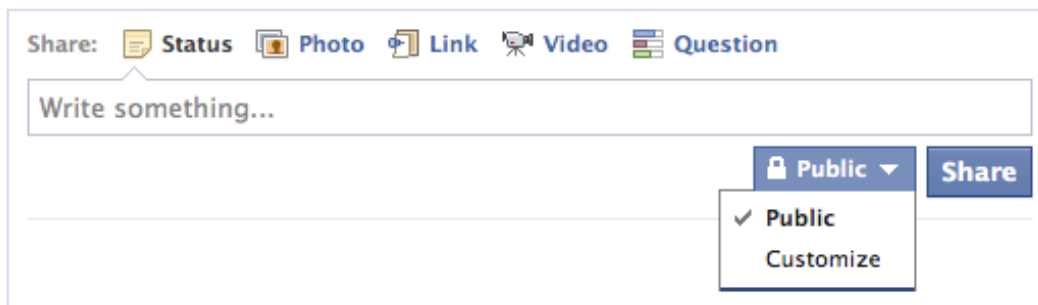 Share: Status Photo Link Video Question
Write something...
Public Share
Public
Customize